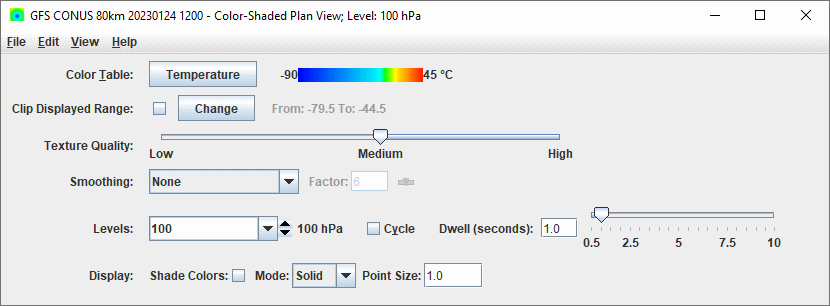 GFS CONUS 80km 20230124 1200 - Color-Shaded Plan View; Level: 100 hPa
File Edit View Help
Color Table: Temperature -90 45 °C
Clip Displayed Range: Change From: -79.5 To: -44.5
Texture Quality:
Low Medium High
Smoothing: None Factor: 6
Levels: 100 100 hPa Cycle Dwell (seconds): 1.0
0.5 2.5 5 7.5 10
Display: Shade Colors: Mode: Solid Point Size: 1.0